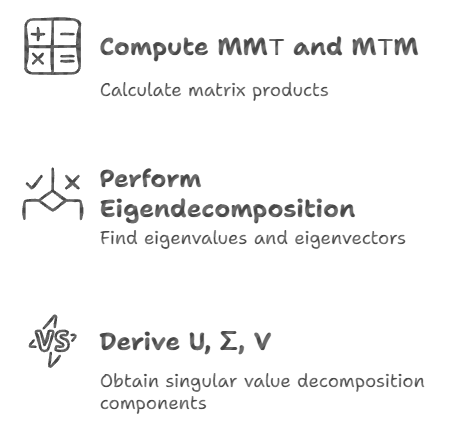 Compute MMT and MTM
Calculate matrix products
Perform
Eigendecomposition
Find eigenvalues and eigenvectors
VS
Derive U, Σ, V
Obtain singular value decomposition
components